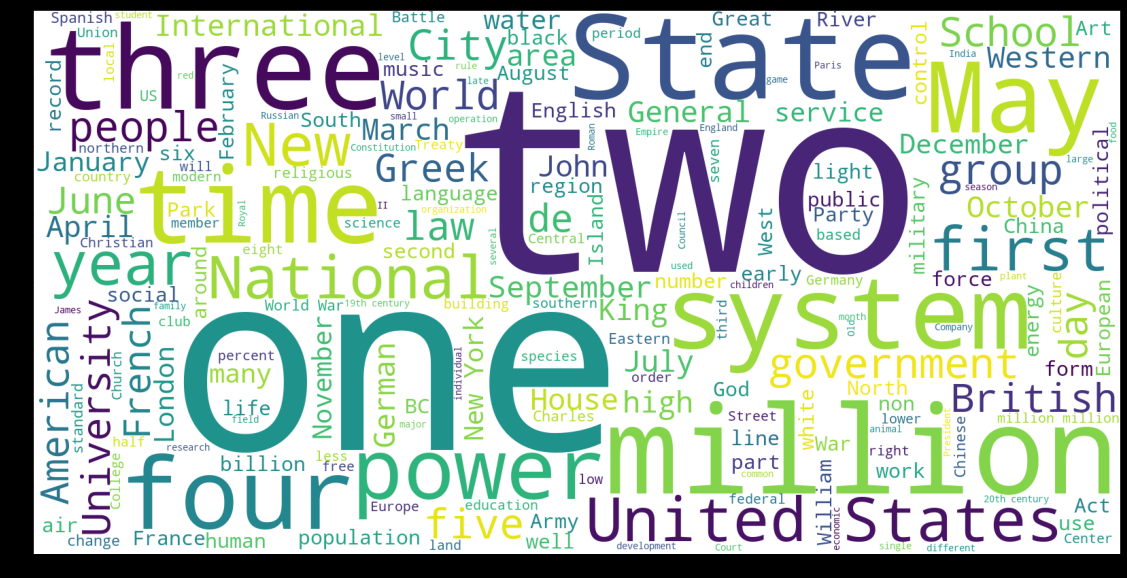 Spanish
Union
student
International
Battle
water
Great
River
School
Art
three
State
City
black
period
end
control
India
Western
record
local
US
level
music
area
August
game
Paris
May
red
February
World
late
rule
English
General
service
people
Russian
South
small
operation
two
December
food
northern
six
New
March
Constitution
Treaty
Roman
Empire
England
seven
January
will
religious
Greek
John
light
group
large
political
country
modern
language
region
public
season
June
time
Park
Royal
member
II
science
organization
law
de
Island
Council
West
Party
based
military
October
China
April
Christian
eight
second
several
Central
first
year
around
National
used
early
number
children
Germany
force
plant
social
family
World War
19th century
building
September
southern
King
system
energy
culture
day
European
James
club
University
French
November
one
Eastern
third
month
Old
Company
American
Church
London
percent
many
German
New York
individual
species
July
order
government
form
standard
life
field
BC
major
House
Charles
high
God
North
non
British
Street
white
lower
million million
half
research
less
free
million
line
War
animal
President
Chinese
College
billion
power
part
right
four
low
common
work
Europe
education
William
federal
20th century
air
five
Army
United States
economic
Act
use
change
France
human
population
land
well
development
Court
single
different
Center